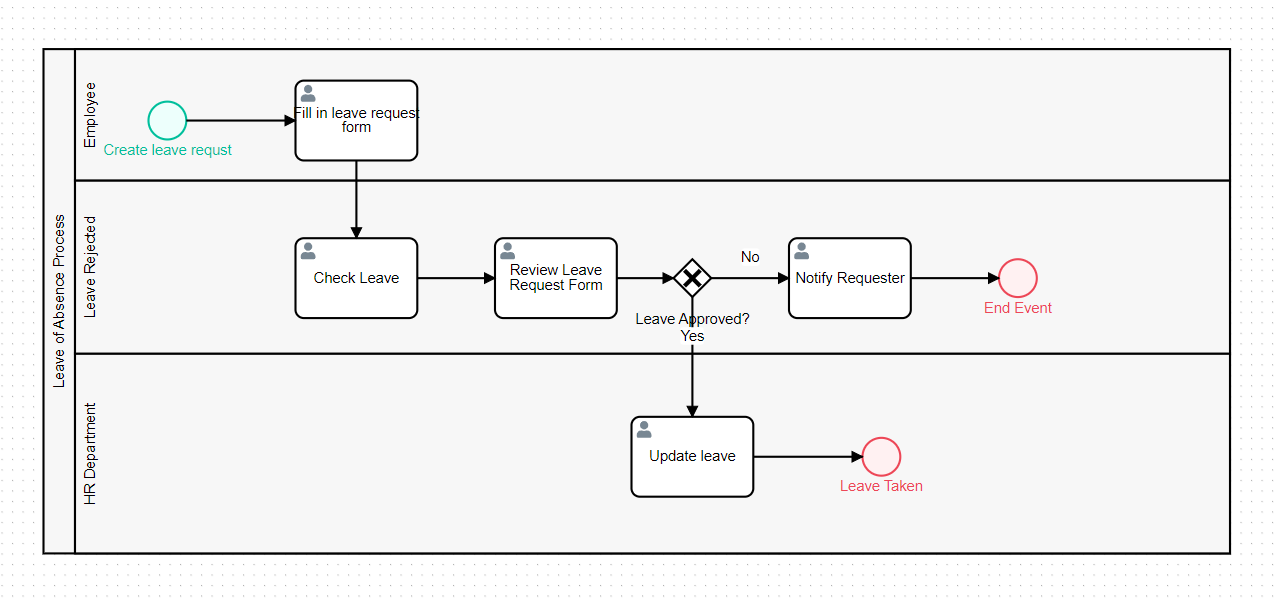 Leave of Absence Process
Employee
Create leave requst
Fill in leave request
form
Leave Rejected
Check Leave
Review Leave
Request Form
Leave Approved?
Yes
No
Notify Requester
End Event
HR Department
Update leave
Leave Taken